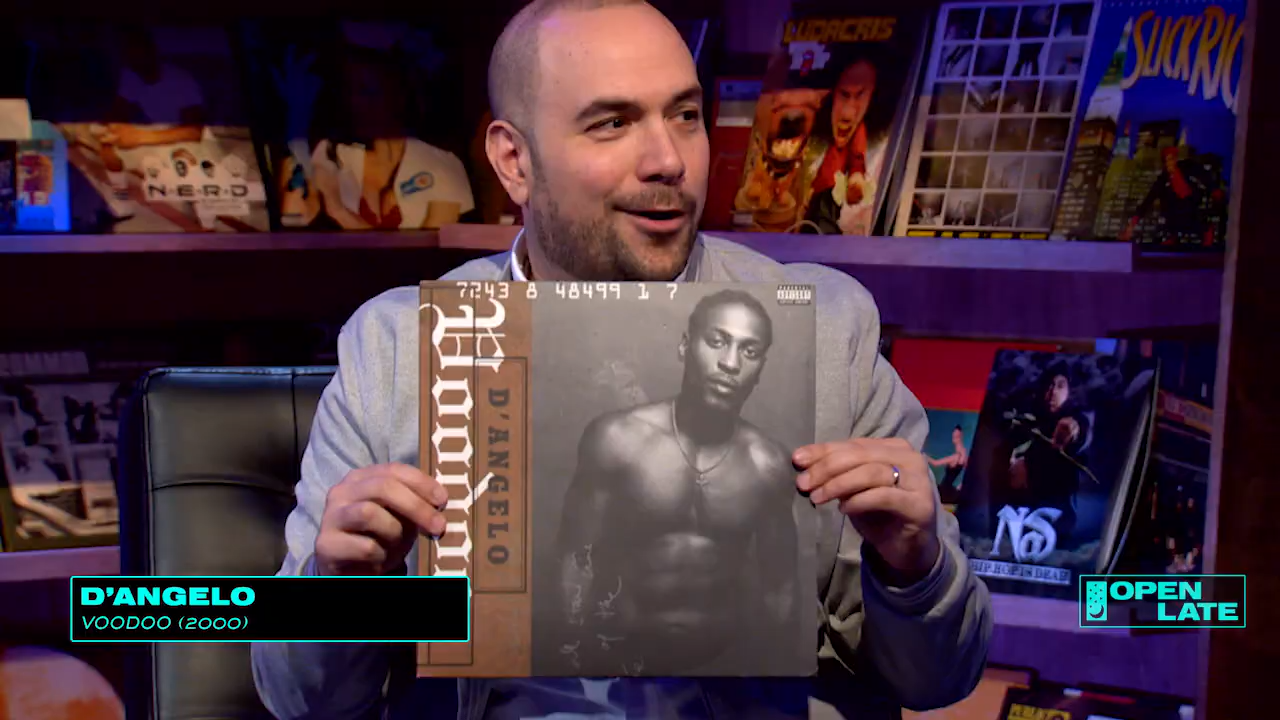 LUDACRIS
SLICK RIC
N·E·R·D
7243 8 48499 1 7
Voodoo
D'ANGELO
NAS
HIP HOP IS DEAD
D'ANGELO
VOODOO (2000)
OPEN
LATE